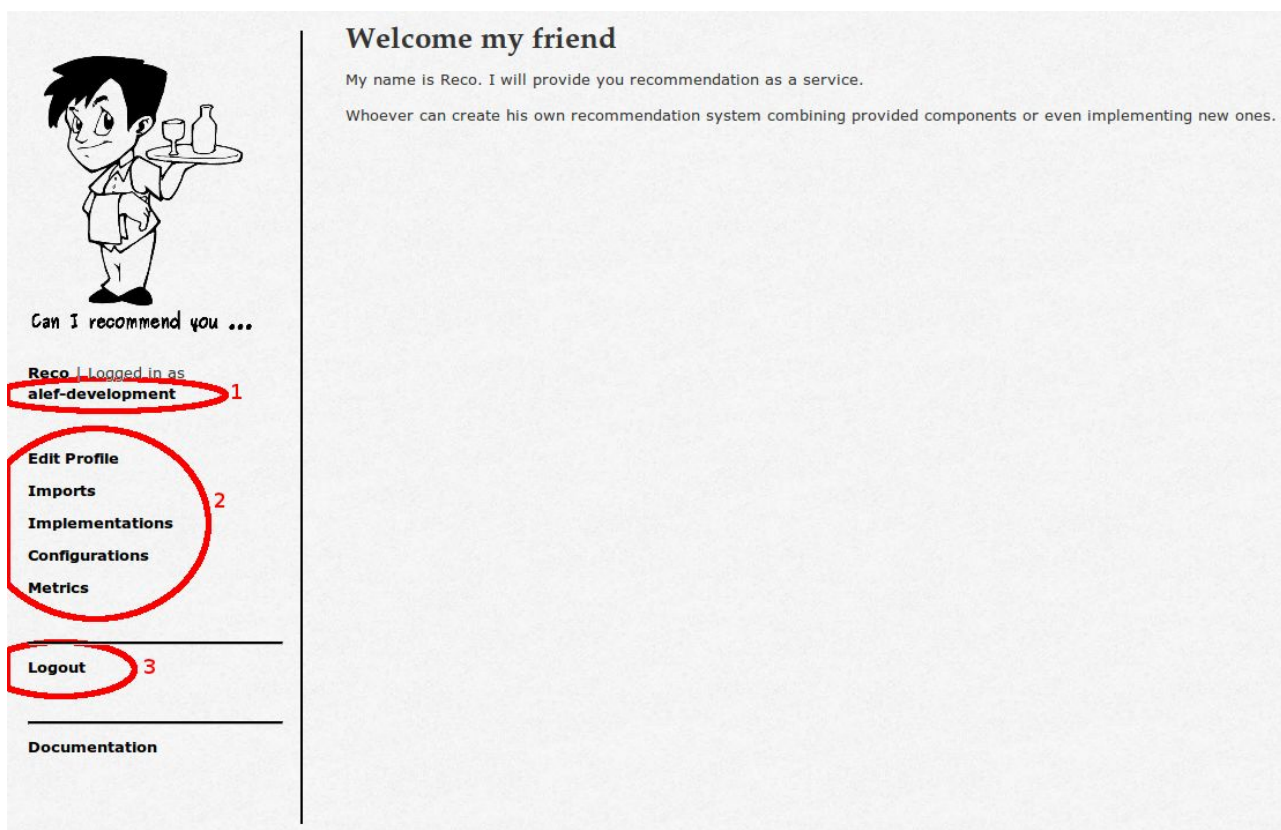 Can I recommend you ...
Reco | Logged in as
alef-development
1
Edit Profile
Imports
2
Implementations
Configurations
Metrics
Logout
3
Documentation
Welcome my friend
My name is Reco. I will provide you recommendation as a service.
Whoever can create his own recommendation system combining provided components or even implementing new ones.